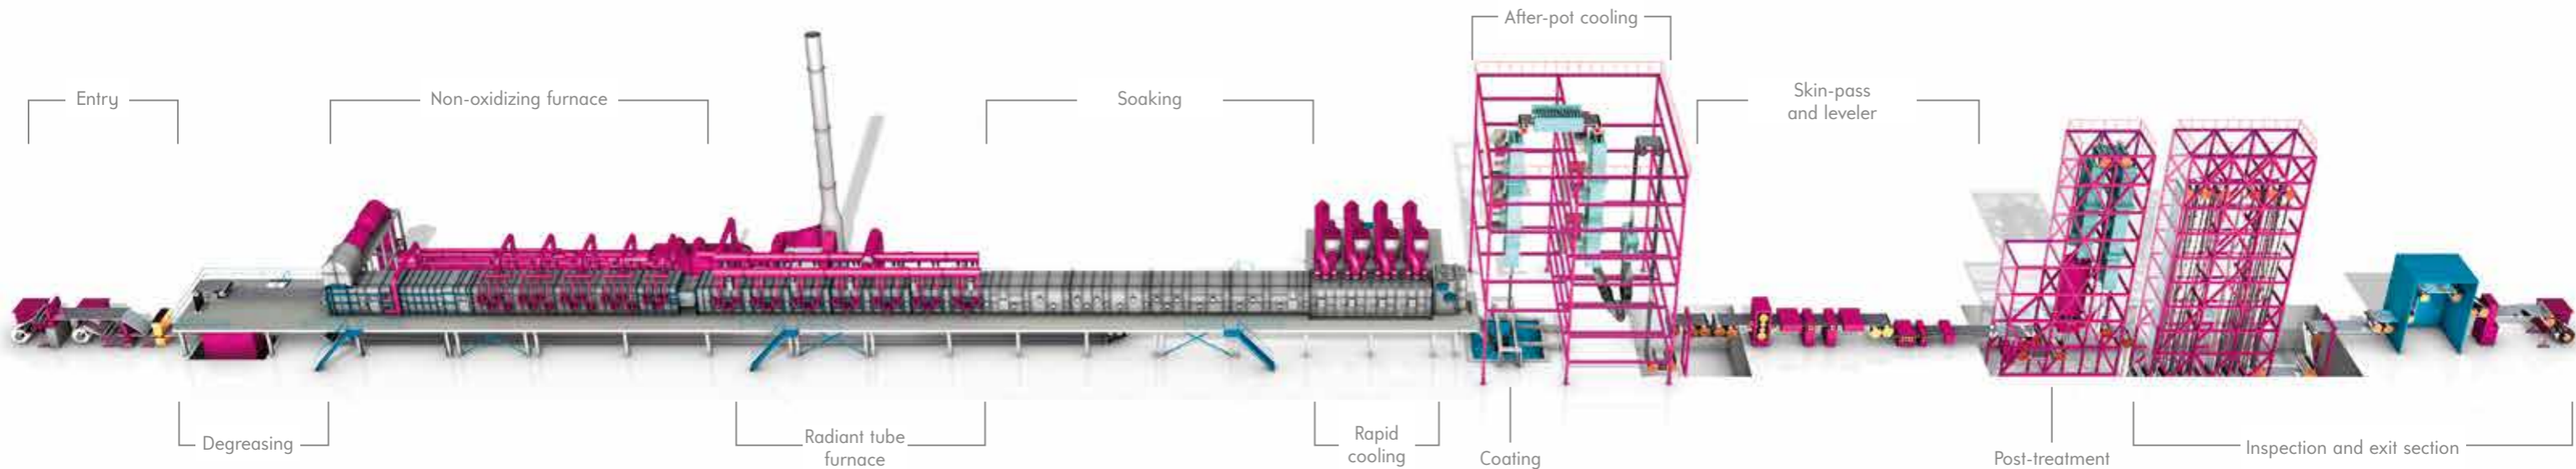 After-pot cooling
Entry
Non-oxidizing furnace
Soaking
Skin-pass
and leveler
Degreasing
Radiant tube
furnace
Rapid
cooling
Coating
Post-treatment
Inspection and exit section